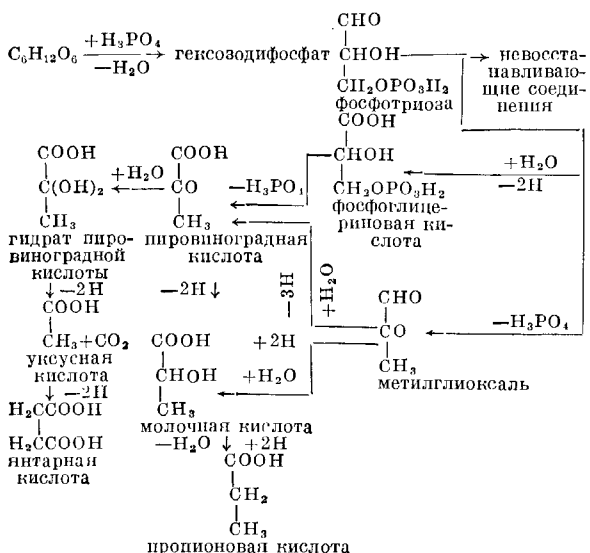 CHO
C₆H₁₂O₆ +H₃PO₄ −H₂O → гексозодифосфат → CHOH → невосста-
навливаю-
щие соеди-
нения
CH₂OPO₃H₂
фосфотриоза
COOH
CHOH +H₂O −2H
CH₂OPO₃H₂
фосфоглице-
риновая ки-
слота
COOH +H₂O COOH
C(OH)₂ CO −H₃PO₄
CH₃ CH₃
гидрат пиро-
виноградной
кислоты
пировиноградная
кислота
↓ −2H −2H ↓
−3H
+H₂O
COOH
CH₃+CO₂
уксусная
кислота
↓ −2H
H₂CCOOH
H₂CCOOH
янтарная
кислота
COOH +2H
CHOH +H₂O
CH₃
молочная кислота
−H₂O ↓ +2H
COOH
CH₂
CH₃
пропионовая кислота
CHO
CO −H₃PO₄
CH₃
метилглиоксаль